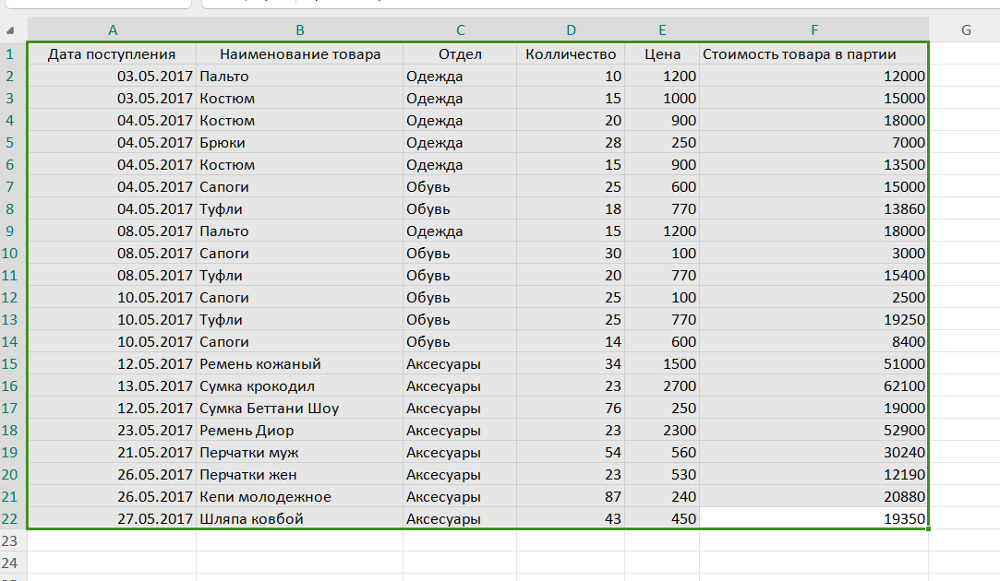 A B C D E F G
1 Дата поступления Наименование товара Отдел Колличество Цена Стоимость товара в партии
2 03.05.2017 Пальто Одежда 10 1200 12000
3 03.05.2017 Костюм Одежда 15 1000 15000
4 04.05.2017 Костюм Одежда 20 900 18000
5 04.05.2017 Брюки Одежда 28 250 7000
6 04.05.2017 Костюм Одежда 15 900 13500
7 04.05.2017 Сапоги Обувь 25 600 15000
8 04.05.2017 Туфли Обувь 18 770 13860
9 08.05.2017 Пальто Одежда 15 1200 18000
10 08.05.2017 Сапоги Обувь 30 100 3000
11 08.05.2017 Туфли Обувь 20 770 15400
12 10.05.2017 Сапоги Обувь 25 100 2500
13 10.05.2017 Туфли Обувь 25 770 19250
14 10.05.2017 Сапоги Обувь 14 600 8400
15 12.05.2017 Ремень кожаный Аксесуары 34 1500 51000
16 13.05.2017 Сумка крокодил Аксесуары 23 2700 62100
17 12.05.2017 Сумка Беттани Шоу Аксесуары 76 250 19000
18 23.05.2017 Ремень Диор Аксесуары 23 2300 52900
19 21.05.2017 Перчатки муж Аксесуары 54 560 30240
20 26.05.2017 Перчатки жен Аксесуары 23 530 12190
21 26.05.2017 Кепи молодежное Аксесуары 87 240 20880
22 27.05.2017 Шляпа ковбой Аксесуары 43 450 19350
23
24